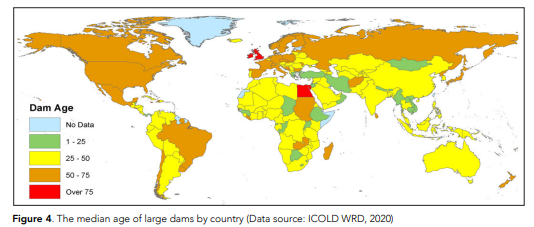 Dam Age
No Data
1 - 25
25 - 50
50 - 75
Over 75
Figure 4. The median age of large dams by country (Data source: ICOLD WRD, 2020)